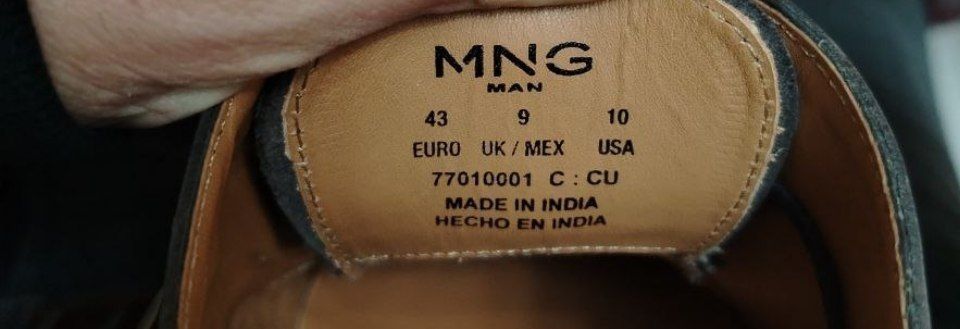 MNG
MAN
43 9 10
EURO UK / MEX USA
77010001 C : CU
MADE IN INDIA
HECHO EN INDIA